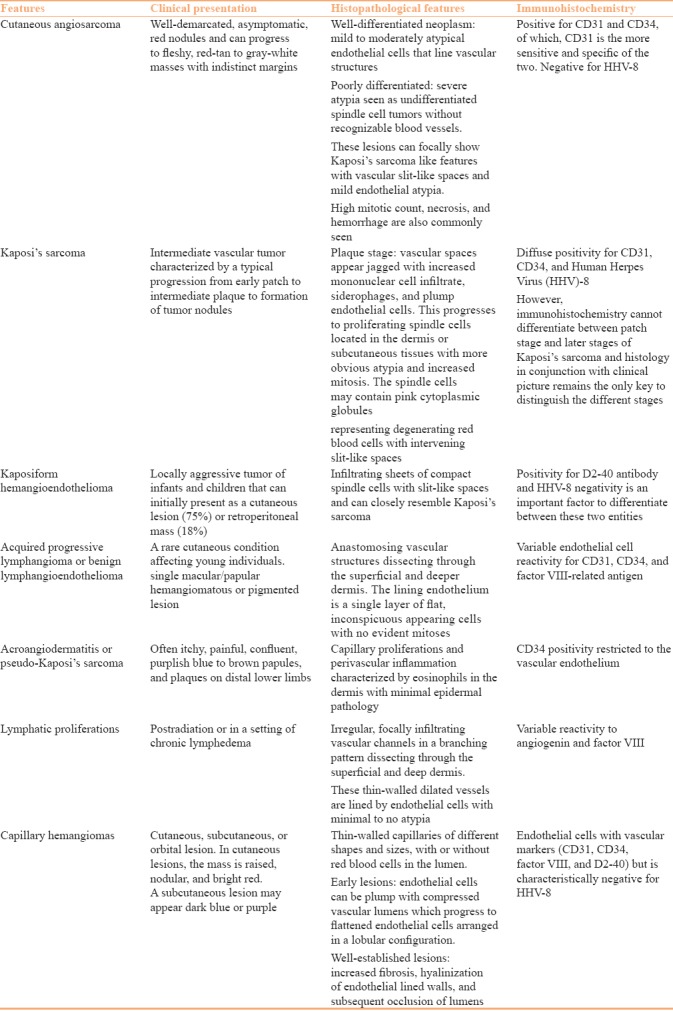 Features Clinical presentation Histopathological features Immunohistochemistry
Cutaneous angiosarcoma
Well-demarcated, asymptomatic,
red nodules and can progress
to fleshy, red-tan to gray-white
masses with indistinct margins
Well-differentiated neoplasm:
mild to moderately atypical
endothelial cells that line vascular
structures
Poorly differentiated: severe
atypia seen as undifferentiated
spindle cell tumors without
recognizable blood vessels.
These lesions can focally show
Kaposi’s sarcoma like features
with vascular slit-like spaces and
mild endothelial atypia.
High mitotic count, necrosis, and
hemorrhage are also commonly
seen
Positive for CD31 and CD34,
of which, CD31 is the more
sensitive and specific of the
two. Negative for HHV-8
Kaposi’s sarcoma
Intermediate vascular tumor
characterized by a typical
progression from early patch to
intermediate plaque to formation
of tumor nodules
Plaque stage: vascular spaces
appear jagged with increased
mononuclear cell infiltrate,
siderophages, and plump
endothelial cells. This progresses
to proliferating spindle cells
located in the dermis or
subcutaneous tissues with more
obvious atypia and increased
mitosis. The spindle cells
may contain pink cytoplasmic
globules
representing degenerating red
blood cells with intervening
slit-like spaces
Diffuse positivity for CD31,
CD34, and Human Herpes
Virus (HHV)-8
However,
immunohistochemistry cannot
differentiate between patch
stage and later stages of
Kaposi’s sarcoma and histology
in conjunction with clinical
picture remains the only key to
distinguish the different stages
Kaposiform
hemangioendothelioma
Locally aggressive tumor of
infants and children that can
initially present as a cutaneous
lesion (75%) or retroperitoneal
mass (18%)
Infiltrating sheets of compact
spindle cells with slit-like spaces
and can closely resemble Kaposi’s
sarcoma
Positivity for D2-40 antibody
and HHV-8 negativity is an
important factor to differentiate
between these two entities
Acquired progressive
lymphangioma or benign
lymphangioendothelioma
A rare cutaneous condition
affecting young individuals.
single macular/papular
hemangiomatous or pigmented
lesion
Anastomosing vascular
structures dissecting through
the superficial and deeper
dermis. The lining endothelium
is a single layer of flat,
inconspicuous appearing cells
with no evident mitoses
Variable endothelial cell
reactivity for CD31, CD34, and
factor VIII-related antigen
Acroangiodermatitis or
pseudo-Kaposi’s sarcoma
Often itchy, painful, confluent,
purplish blue to brown papules,
and plaques on distal lower limbs
Capillary proliferations and
perivascular inflammation
characterized by eosinophils in the
dermis with minimal epidermal
pathology
CD34 positivity restricted to the
vascular endothelium
Lymphatic proliferations
Postradiation or in a setting of
chronic lymphedema
Irregular, focally infiltrating
vascular channels in a branching
pattern dissecting through the
superficial and deep dermis.
These thin-walled dilated vessels
are lined by endothelial cells with
minimal to no atypia
Variable reactivity to
angiogenin and factor VIII
Capillary hemangiomas
Cutaneous, subcutaneous, or
orbital lesion. In cutaneous
lesions, the mass is raised,
nodular, and bright red.
A subcutaneous lesion may
appear dark blue or purple
Thin-walled capillaries of different
shapes and sizes, with or without
red blood cells in the lumen.
Early lesions: endothelial cells
can be plump with compressed
vascular lumens which progress to
flattened endothelial cells arranged
in a lobular configuration.
Well-established lesions:
increased fibrosis, hyalinization
of endothelial lined walls, and
subsequent occlusion of lumens
Endothelial cells with vascular
markers (CD31, CD34,
factor VIII, and D2-40) but is
characteristically negative for
HHV-8